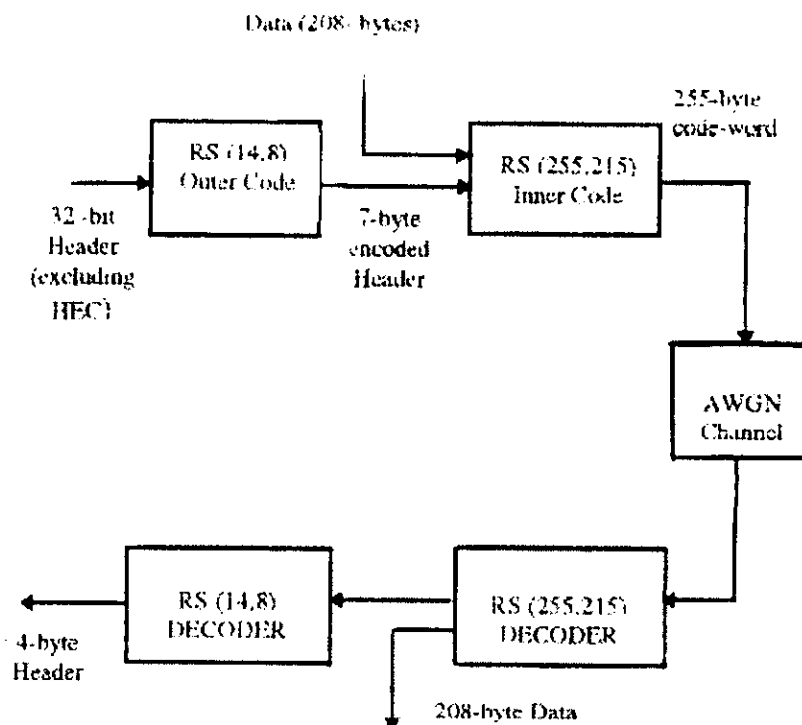 Data (208- bytes)
255-byte
code-word
RS (14,8)
Outer Code
RS (255,215)
Inner Code
32 -bit
Header
(excluding
HEC)
7-byte
encoded
Header
AWGN
Channel
RS (14,8)
DECODER
RS (255,215)
DECODER
4-byte
Header
208-byte Data